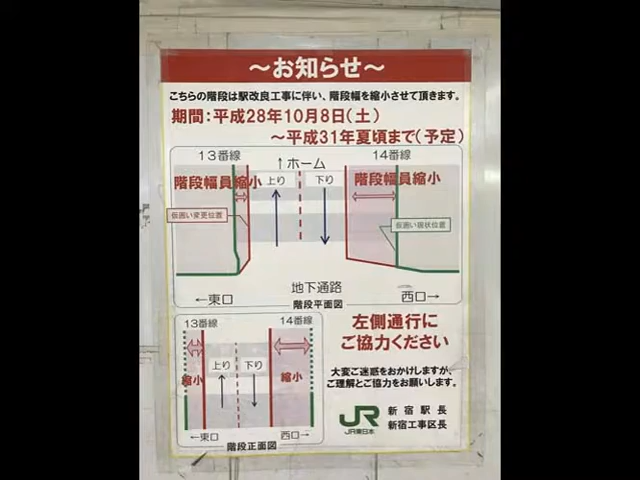 ～お知らせ～
こちらの階段は駅改良工事に伴い、階段幅を縮小させて頂きます。
期間：平成28年10月8日（土）
～平成31年夏頃まで（予定）
13番線
↑ホーム
14番線
階段幅員縮小
上り
下り
階段幅員縮小
仮囲い変更位置
仮囲い現状位置
地下通路
←東口
西口→
階段平面図
13番線
14番線
上り
下り
縮小
縮小
←東口
西口→
階段正面図
左側通行に
ご協力ください
大変ご迷惑をおかけしますが、
ご理解とご協力をお願いします。
JR
JR東日本
新宿駅長
新宿工事区長